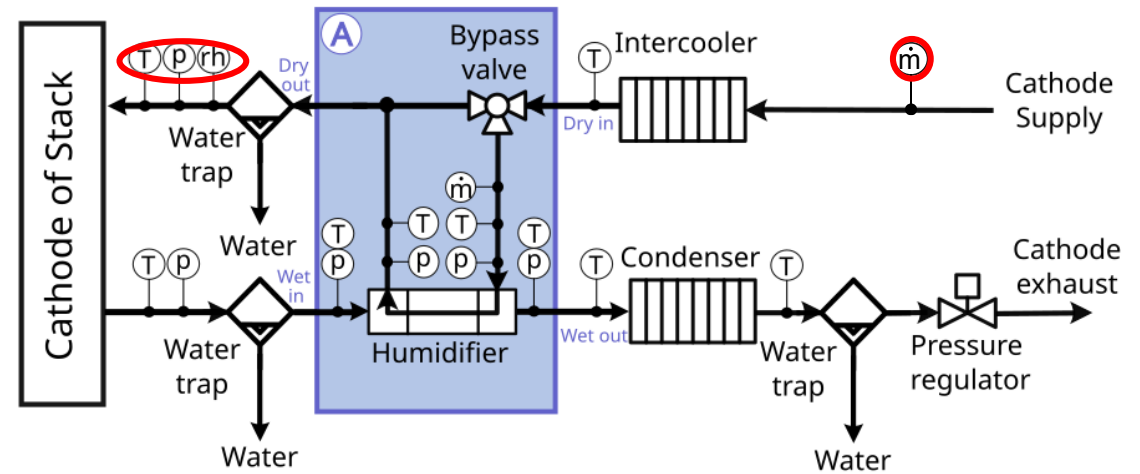 A
Bypass
valve
Intercooler
T
ṁ
Cathode
Supply
T
p
rh
Dry
out
Dry in
Water
trap
Water
ṁ
T
T
p
p
Cathode of Stack
T
p
Wet
in
T
p
T
p
T
Condenser
T
Cathode
exhaust
Wet out
Humidifier
Water
trap
Water
Water
trap
Water
Pressure
regulator